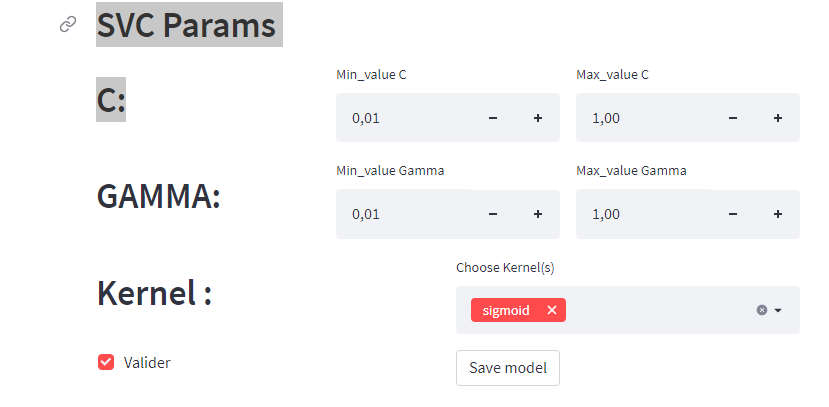 SVC Params
C:
Min_value C
Max_value C
0,01
1,00
GAMMA:
Min_value Gamma
Max_value Gamma
0,01
1,00
Kernel :
Choose Kernel(s)
sigmoid
Valider
Save model